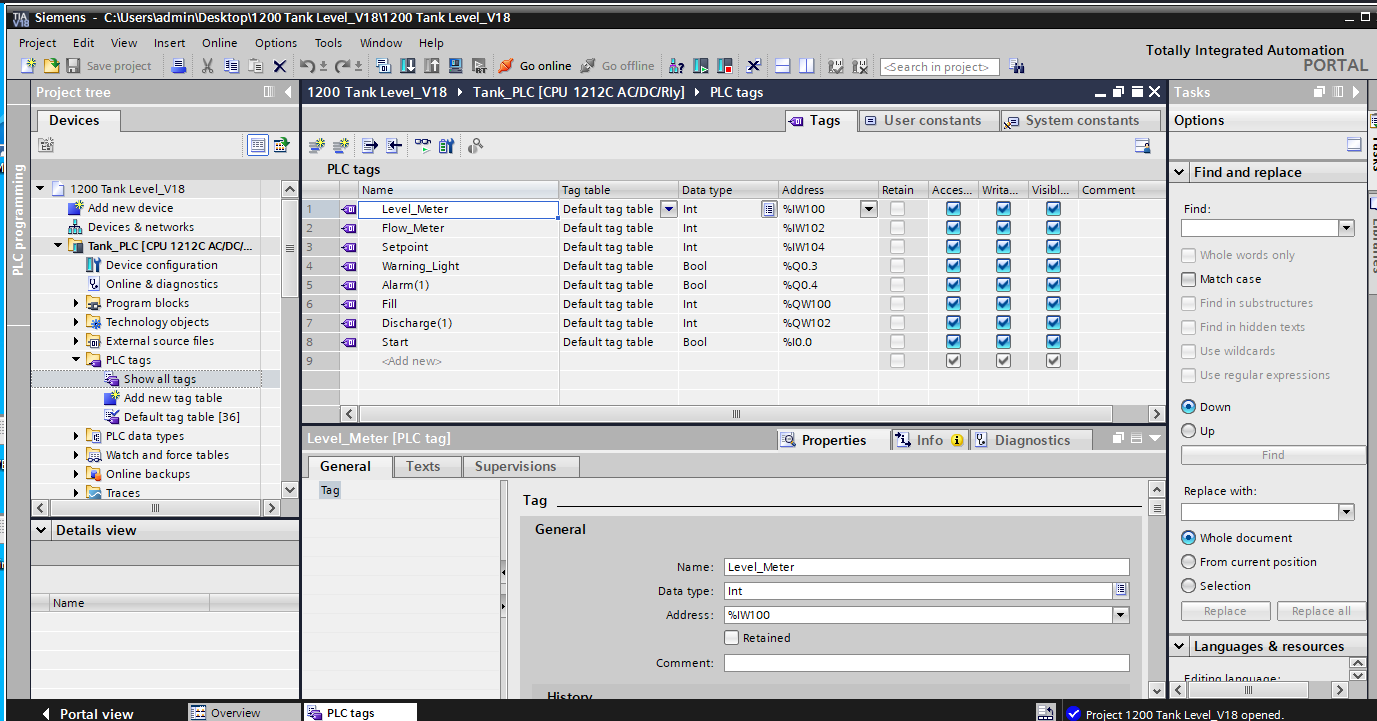 TIA V18 Siemens - C:\Users\admin\Desktop\1200 Tank Level_V18\1200 Tank Level_V18
Project Edit View Insert Online Options Tools Window Help
Totally Integrated Automation
PORTAL
Save project Go online Go offline <Search in project>
Project tree
1200 Tank Level_V18 Tank_PLC [CPU 1212C AC/DC/Rly] PLC tags
Tasks
Devices
Tags User constants System constants
Options
PLC programming
PLC tags
Name Tag table Data type Address Retain Acces... Writa... Visibl... Comment
1 Level_Meter Default tag table Int %IW100
2 Flow_Meter Default tag table Int %IW102
3 Setpoint Default tag table Int %IW104
4 Warning_Light Default tag table Bool %Q0.3
5 Alarm(1) Default tag table Bool %Q0.4
6 Fill Default tag table Int %QW100
7 Discharge(1) Default tag table Int %QW102
8 Start Default tag table Bool %I0.0
9 <Add new>
1200 Tank Level_V18
Add new device
Devices & networks
Tank_PLC [CPU 1212C AC/DC/...
Device configuration
Online & diagnostics
Program blocks
Technology objects
External source files
PLC tags
Show all tags
Add new tag table
Default tag table [36]
PLC data types
Watch and force tables
Online backups
Traces
Details view
Name
Level_Meter [PLC tag]
Properties Info Diagnostics
General Texts Supervisions
Tag
Tag
General
Name: Level_Meter
Data type: Int
Address: %IW100
Retained
Comment:
History
Find and replace
Find:
Whole words only
Match case
Find in substructures
Find in hidden texts
Use wildcards
Use regular expressions
Down
Up
Find
Replace with:
Whole document
From current position
Selection
Replace Replace all
Languages & resources
Editing language:
Tasks
Libraries
Portal view Overview PLC tags
Project 1200 Tank Level_V18 opened.